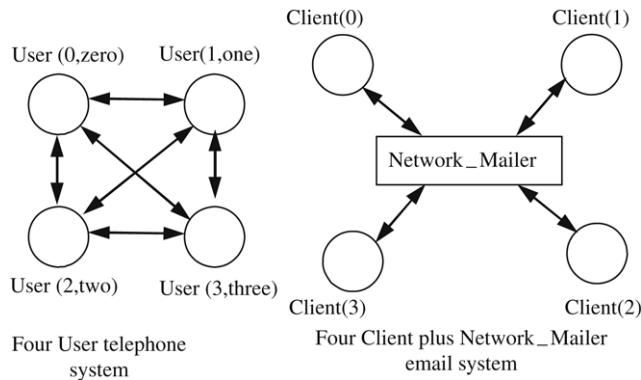 User (0,zero)
User(1,one)
User (2,two)
User (3,three)
Four User telephone
system
Client(0)
Client(1)
Network_Mailer
Client(3)
Client(2)
Four Client plus Network_Mailer
email system